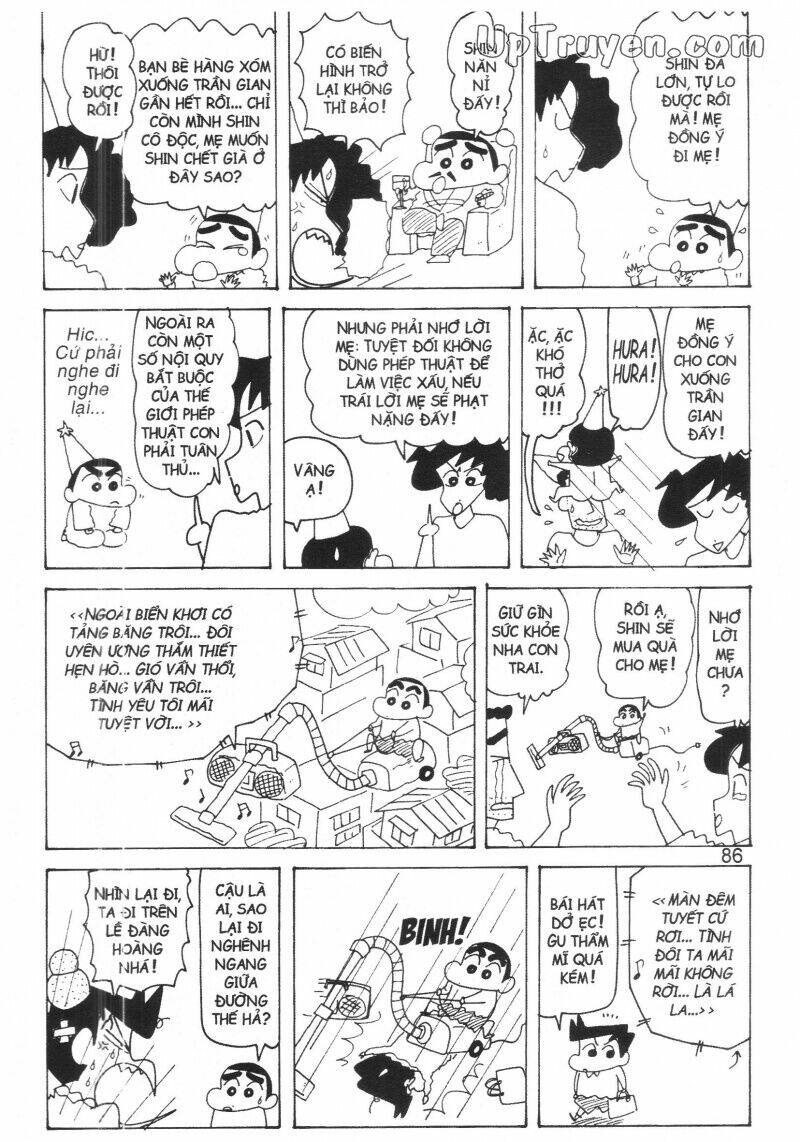 UpTruyen.com
SHIN ĐÃ
LỚN, TỰ LO
ĐƯỢC RỒI
MÀ! MẸ
ĐỒNG Ý
ĐI MẸ!
SHIN
NĂN
NỈ
ĐẤY!
CÓ BIẾN
HÌNH TRỞ
LẠI KHÔNG
THÌ BẢO!
BẠN BÈ HÀNG XÓM
XUỐNG TRẦN GIAN
GẦN HẾT RỒI... CHỈ
CÒN MÌNH SHIN
CÔ ĐỘC, MẸ MUỐN
SHIN CHẾT GIÀ Ở
ĐÂY SAO?
HỪ!
THÔI
ĐƯỢC
RỒI!
MẸ
ĐỒNG Ý
CHO CON
XUỐNG
TRẦN
GIAN
ĐẤY!
HURA!
HURA!
ẶC, ẶC
KHÓ
THỞ
QUÁ
!!!
NHƯNG PHẢI NHỚ LỜI
MẸ: TUYỆT ĐỐI KHÔNG
DÙNG PHÉP THUẬT ĐỂ
LÀM VIỆC XẤU, NẾU
TRÁI LỜI MẸ SẼ PHẠT
NẶNG ĐẤY!
VÂNG
Ạ!
NGOÀI RA
CÒN MỘT
SỐ NỘI QUY
BẮT BUỘC
CỦA THẾ
GIỚI PHÉP
THUẬT CON
PHẢI TUÂN
THỦ...
Hic...
Cứ phải
nghe đi
nghe
lại...
NHỚ
LỜI
MẸ
CHƯA
?
RỒI Ạ,
SHIN SẼ
MUA QUÀ
CHO MẸ!
GIỮ GÌN
SỨC KHỎE
NHA CON
TRAI.
<<NGOÀI BIỂN KHƠI CÓ
TẢNG BĂNG TRÔI... ĐÔI
UYÊN ƯƠNG THẮM THIẾT
HẸN HÒ... GIÓ VẪN THỔI,
BĂNG VẪN TRÔI...
TÌNH YÊU TÔI MÃI
TUYỆT VỜI... >>
86
<<MÀN ĐÊM
TUYẾT CỨ
RƠI... TÌNH
ĐÔI TA MÃI
MÃI KHÔNG
RỜI... LÀ LÁ
LA...>>
BÀI HÁT
DỞ ẸC!
GU THẨM
MĨ QUÁ
KÉM!
BINH!
CẬU LÀ
AI, SAO
LẠI ĐI
NGHÊNH
NGANG
GIỮA
ĐƯỜNG
THẾ HẢ?
NHÌN LẠI ĐI,
TA ĐI TRÊN
LỀ ĐÀNG
HOÀNG
NHÁ!